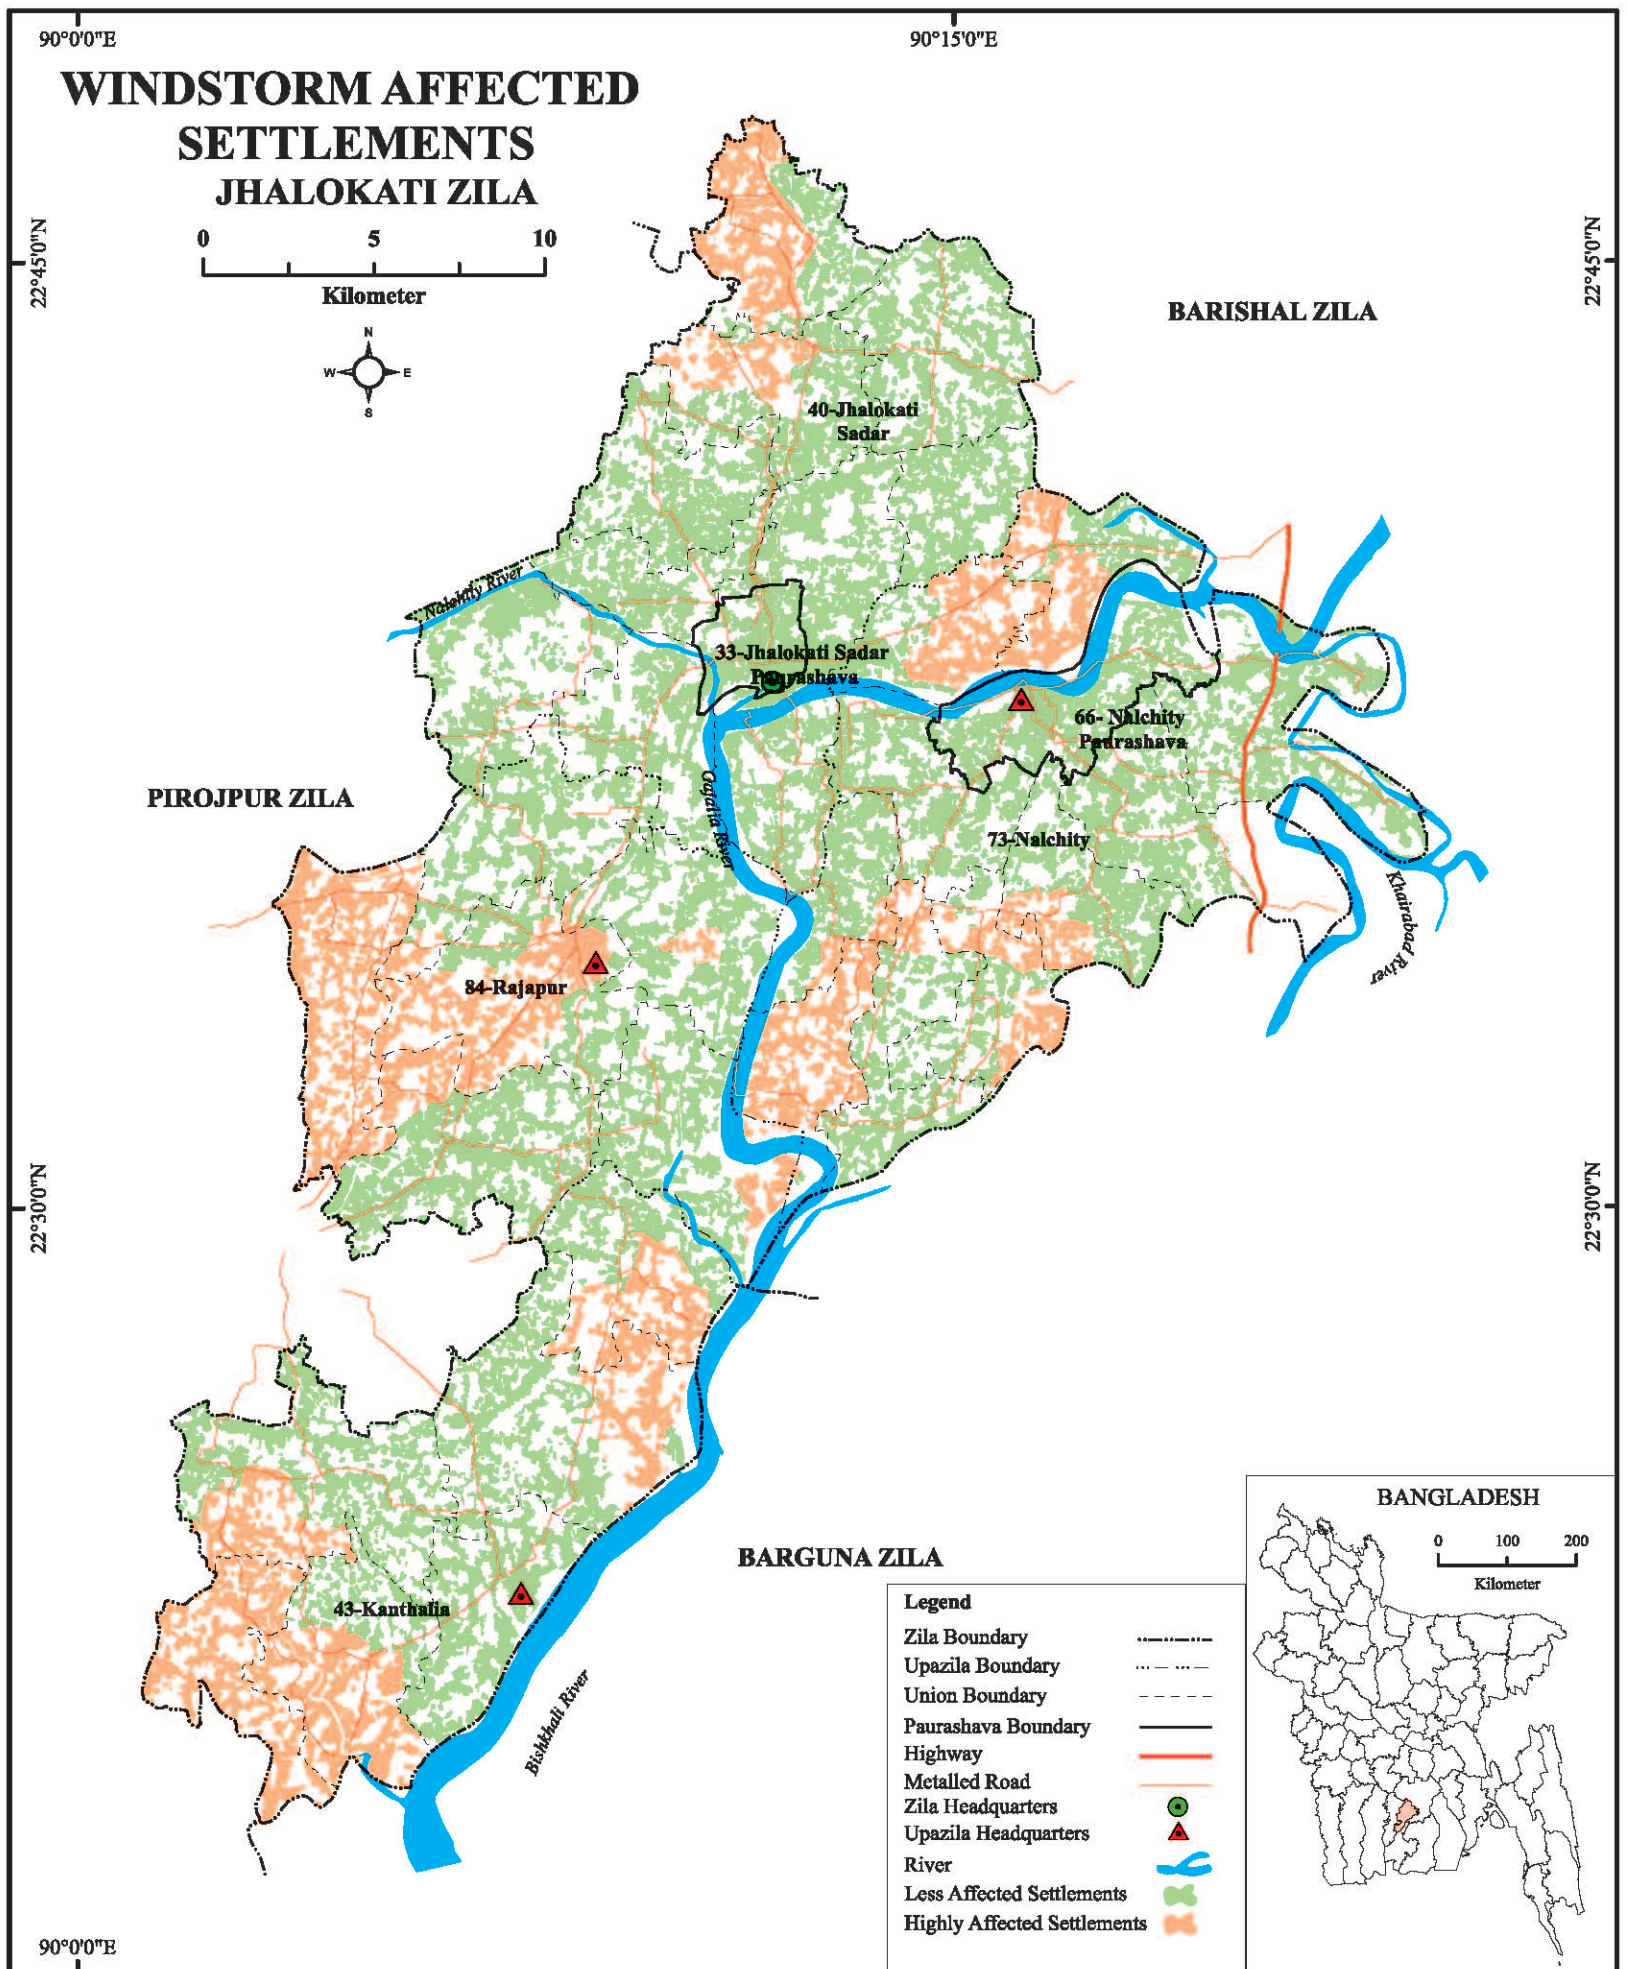 90°0'0"E
90°15'0"E
WINDSTORM AFFECTED
SETTLEMENTS
JHALOKATI ZILA
0 5 10
Kilometer
N
W E
S
22°45'0"N
22°45'0"N
BARISHAL ZILA
40-Jhalokati
Sadar
Nalchity River
33-Jhalokati Sadar
Paurashava
66- Nalchity
Paurashava
Gajalia River
PIROJPUR ZILA
73-Nalchity
Khairabad River
84-Rajapur
22°30'0"N
22°30'0"N
BARGUNA ZILA
43-Kanthalia
Bishkhali River
BANGLADESH
0 100 200
Kilometer
Legend
Zila Boundary
Upazila Boundary
Union Boundary
Paurashava Boundary
Highway
Metalled Road
Zila Headquarters
Upazila Headquarters
River
Less Affected Settlements
Highly Affected Settlements
90°0'0"E